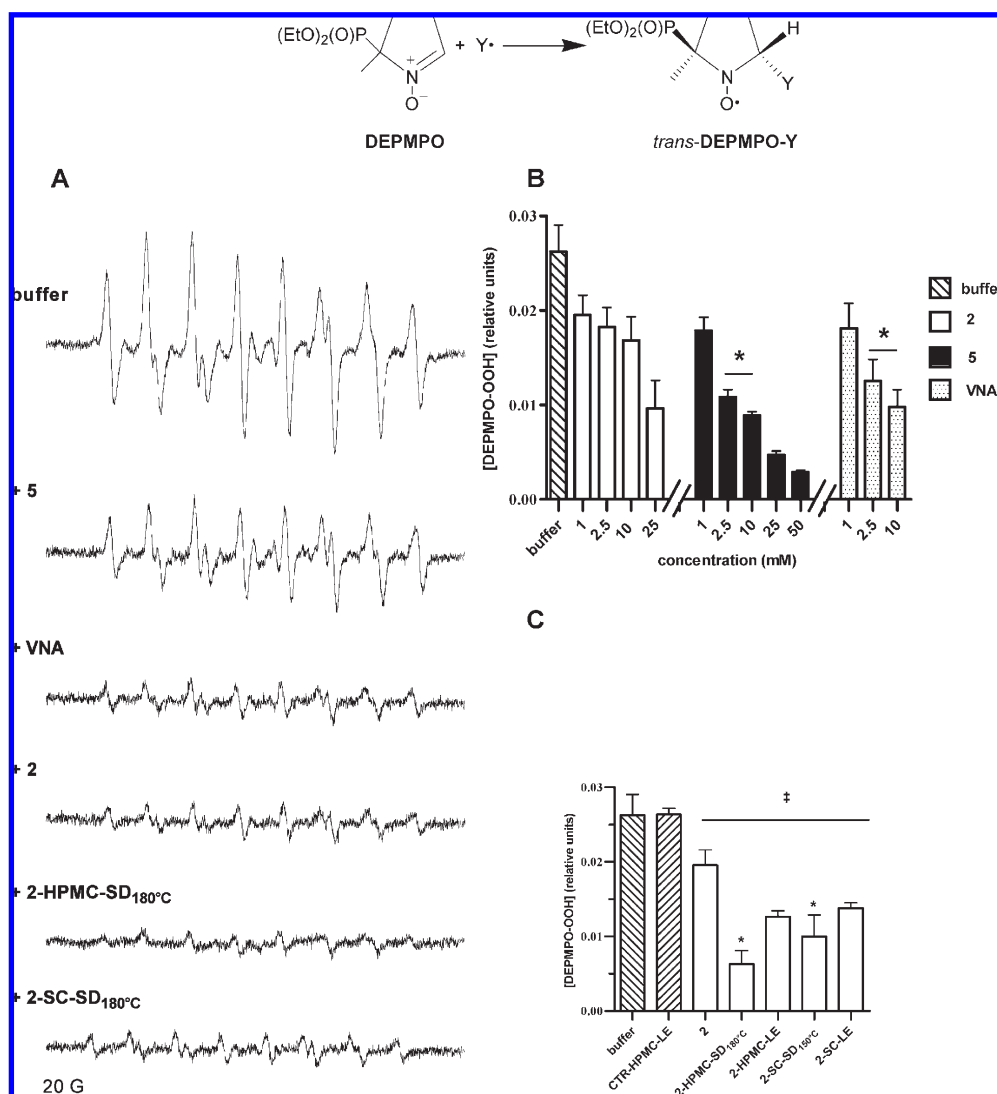 (EtO)2(O)P
+ Y•
N
+
O−
DEPMPO
(EtO)2(O)P
H
N
Y
O•
trans-DEPMPO-Y
A
buffer
+ 5
+ VNA
+ 2
+ 2-HPMC-SD180°C
+ 2-SC-SD180°C
20 G
B
[DEPMPO-OOH] (relative units)
0.03
0.02
0.01
0.00
*
*
buffer
1
2.5
10
25
1
2.5
10
25
50
1
2.5
10
concentration (mM)
buffe
2
5
VNA
C
[DEPMPO-OOH] (relative units)
0.03
0.02
0.01
0.00
‡
*
*
buffer
CTR-HPMC-LE
2
2-HPMC-SD180°C
2-HPMC-LE
2-SC-SD150°C
2-SC-LE